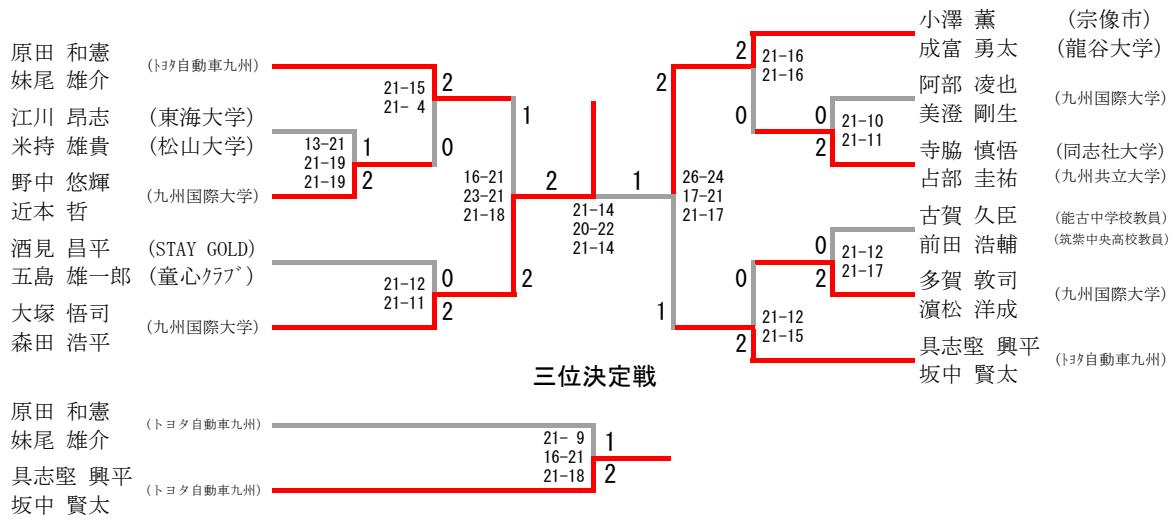 原田 和憲
妹尾 雄介
(トヨタ自動車九州)
江川 昂志 (東海大学)
米持 雄貴 (松山大学)
野中 悠輝
近本 哲
(九州国際大学)
酒見 昌平 (STAY GOLD)
五島 雄一郎 (童心クラブ)
大塚 悟司
森田 浩平
(九州国際大学)
21-15
21- 4
2
0
13-21
21-19
21-19
1
2
21-12
21-11
0
2
16-21
23-21
21-18
1
2
2
1
21-14
20-22
21-14
26-24
17-21
21-17
2
1
21-16
21-16
2
0
21-10
21-11
0
2
21-12
21-17
0
2
21-12
21-15
0
2
小澤 薫 (宗像市)
成富 勇太 (龍谷大学)
阿部 凌也
美澄 剛生
(九州国際大学)
寺脇 慎悟 (同志社大学)
占部 圭祐 (九州共立大学)
古賀 久臣 (能古中学校教員)
前田 浩輔 (筑紫中央高校教員)
多賀 敦司
濵松 洋成
(九州国際大学)
具志堅 興平
坂中 賢太
(トヨタ自動車九州)
三位決定戦
原田 和憲
妹尾 雄介
(トヨタ自動車九州)
具志堅 興平
坂中 賢太
(トヨタ自動車九州)
21- 9
16-21
21-18
1
2